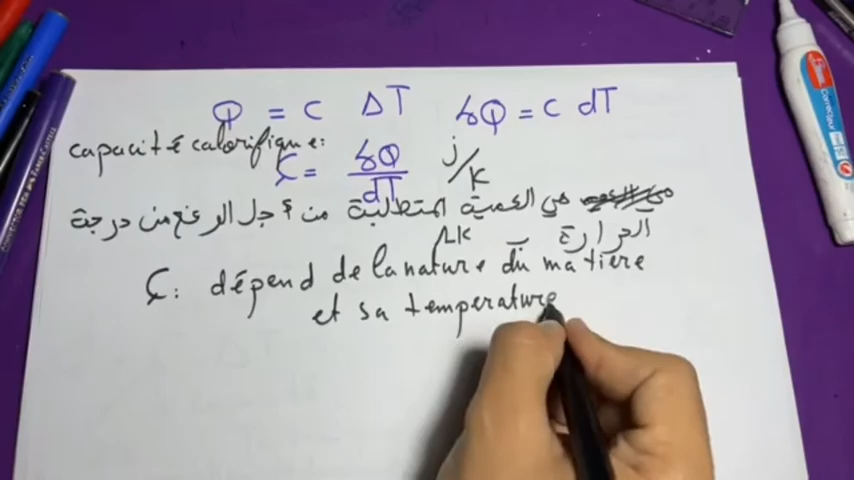 Q = C ΔT δQ = C dT
capacité calorifique:
C = δQ/dT j/K
هي الكمية المتطلبة من أجل الرفع من درجة
الحرارة ب 1K
C: dépend de la nature du matiere
et sa temperature